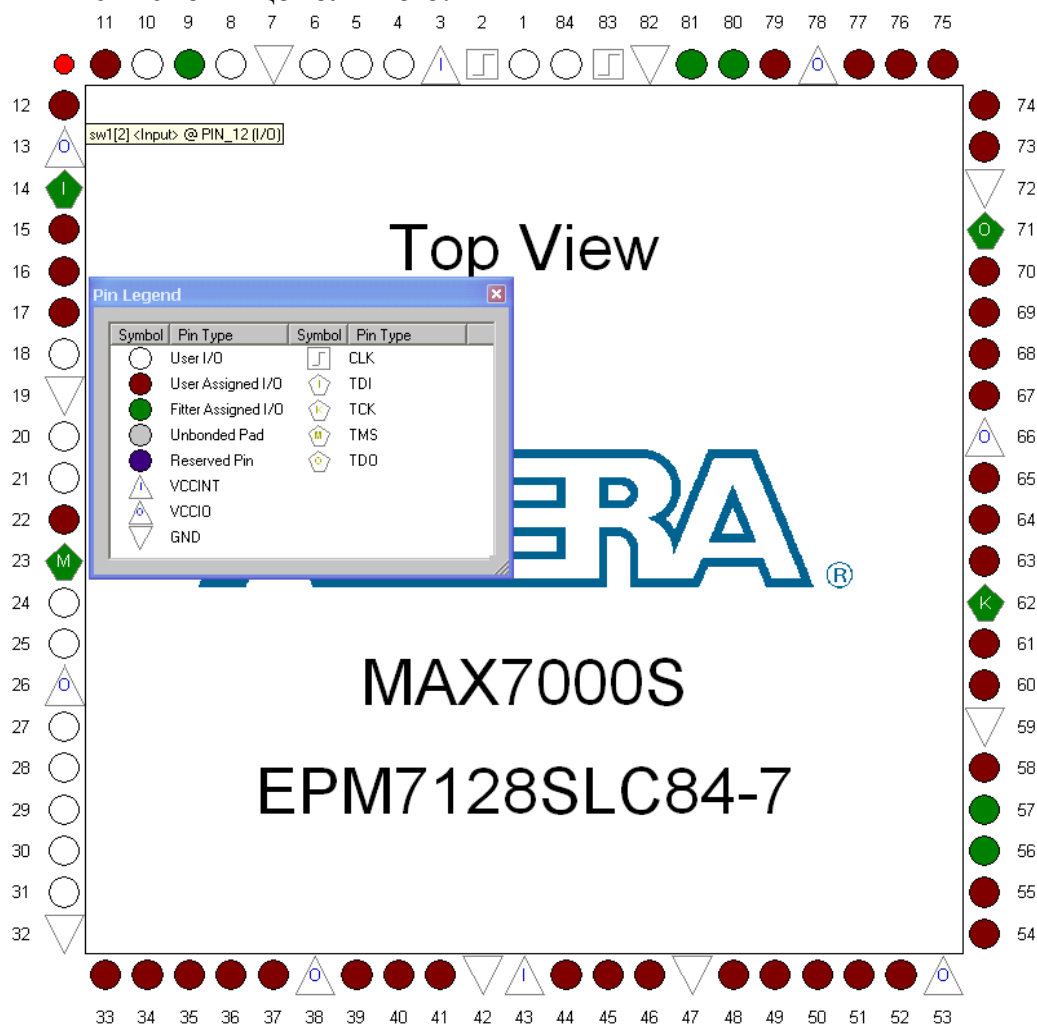 11 10 9 8 7 6 5 4 3 2 1 84 83 82 81 80 79 78 77 76 75
I O
12 74
sw1[2] <Input> @ PIN_12 (I/O)
13 O 73
14 I 72
15 O 71
Top View
16 70
17 69
18 68
19 67
20 O 66
21 65
22 64
23 M 63
24 K 62
25 61
26 O 60
27 59
28 58
29 57
30 56
31 55
32 54
Pin Legend
Symbol Pin Type Symbol Pin Type
User I/O CLK
User Assigned I/O I TDI
Fitter Assigned I/O K TCK
Unbonded Pad M TMS
Reserved Pin O TDO
I VCCINT
O VCCIO
GND
ERA®
MAX7000S
EPM7128SLC84-7
O I O
33 34 35 36 37 38 39 40 41 42 43 44 45 46 47 48 49 50 51 52 53